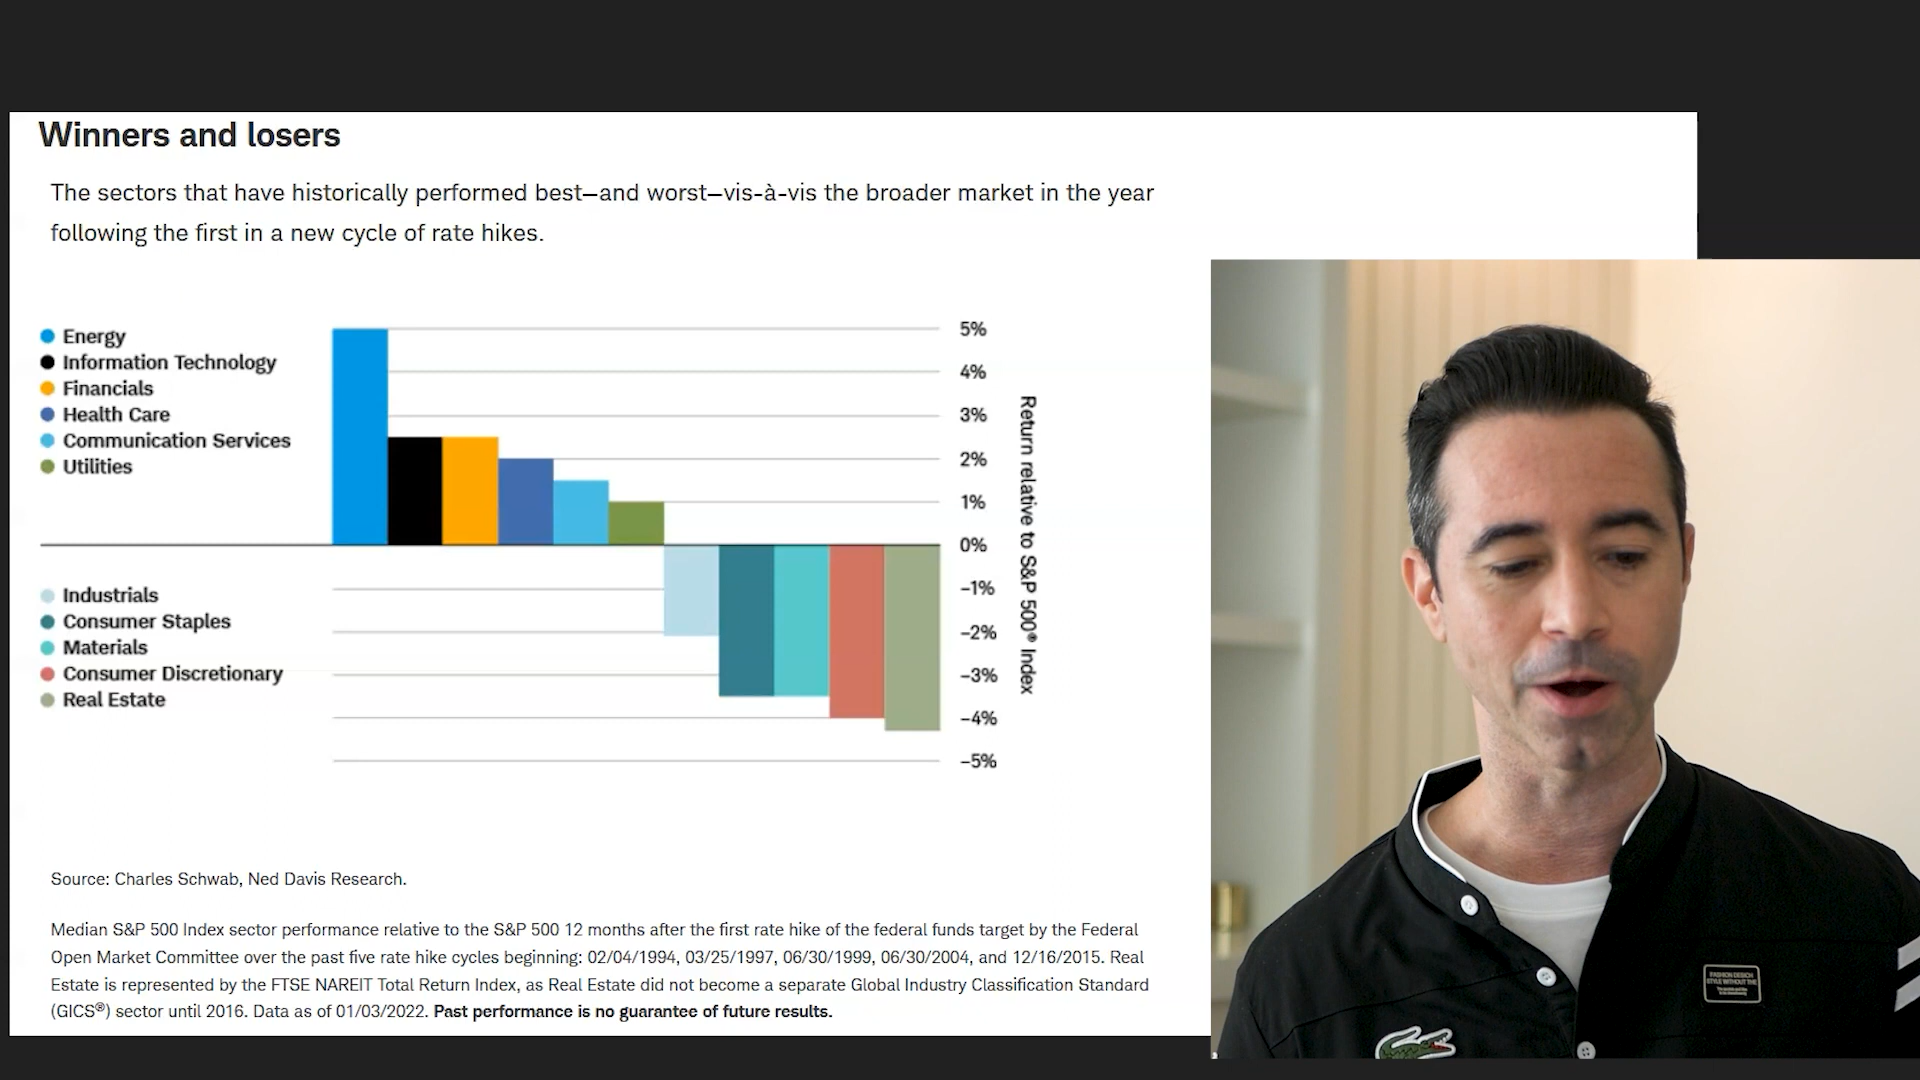 Winners and losers
The sectors that have historically performed best—and worst—vis-à-vis the broader market in the year
following the first in a new cycle of rate hikes.
Energy
Information Technology
Financials
Health Care
Communication Services
Utilities
Industrials
Consumer Staples
Materials
Consumer Discretionary
Real Estate
5%
4%
3%
2%
1%
0%
–1%
–2%
–3%
–4%
–5%
Return relative to S&P 500® Index
Source: Charles Schwab, Ned Davis Research.
Median S&P 500 Index sector performance relative to the S&P 500 12 months after the first rate hike of the federal funds target by the Federal
Open Market Committee over the past five rate hike cycles beginning: 02/04/1994, 03/25/1997, 06/30/1999, 06/30/2004, and 12/16/2015. Real
Estate is represented by the FTSE NAREIT Total Return Index, as Real Estate did not become a separate Global Industry Classification Standard
(GICS®) sector until 2016. Data as of 01/03/2022. Past performance is no guarantee of future results.
FASHION DESIGN
STYLE WITHOUT THE